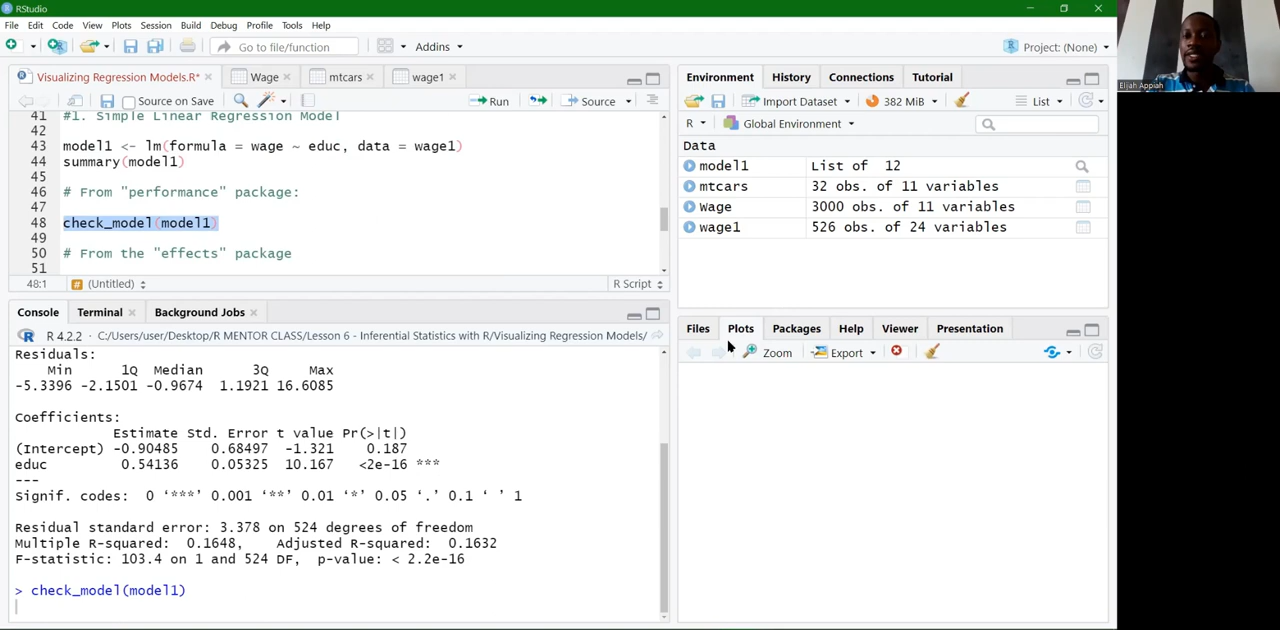 RStudio
File Edit Code View Plots Session Build Debug Profile Tools Help
Go to file/function Addins Project: (None)
Visualizing Regression Models.R* Wage mtcars wage1
Source on Save Run Source
41 #1. Simple Linear Regression Model
42
43 model1 <- lm(formula = wage ~ educ, data = wage1)
44 summary(model1)
45
46 # From "performance" package:
47
48 check_model(model1)
49
50 # From the "effects" package
51
48:1 (Untitled) R Script
Console Terminal Background Jobs
R 4.2.2 · C:/Users/user/Desktop/R MENTOR CLASS/Lesson 6 - Inferential Statistics with R/Visualizing Regression Models/
Residuals:
Min 1Q Median 3Q Max
-5.3396 -2.1501 -0.9674 1.1921 16.6085
Coefficients:
Estimate Std. Error t value Pr(>|t|)
(Intercept) -0.90485 0.68497 -1.321 0.187
educ 0.54136 0.05325 10.167 <2e-16 ***
---
Signif. codes: 0 ‘***’ 0.001 ‘**’ 0.01 ‘*’ 0.05 ‘.’ 0.1 ‘ ’ 1
Residual standard error: 3.378 on 524 degrees of freedom
Multiple R-squared: 0.1648, Adjusted R-squared: 0.1632
F-statistic: 103.4 on 1 and 524 DF, p-value: < 2.2e-16
> check_model(model1)
Environment History Connections Tutorial
Import Dataset 382 MiB List
R Global Environment
Data
model1 List of 12
mtcars 32 obs. of 11 variables
Wage 3000 obs. of 11 variables
wage1 526 obs. of 24 variables
Files Plots Packages Help Viewer Presentation
Zoom Export
Elijah Appiah